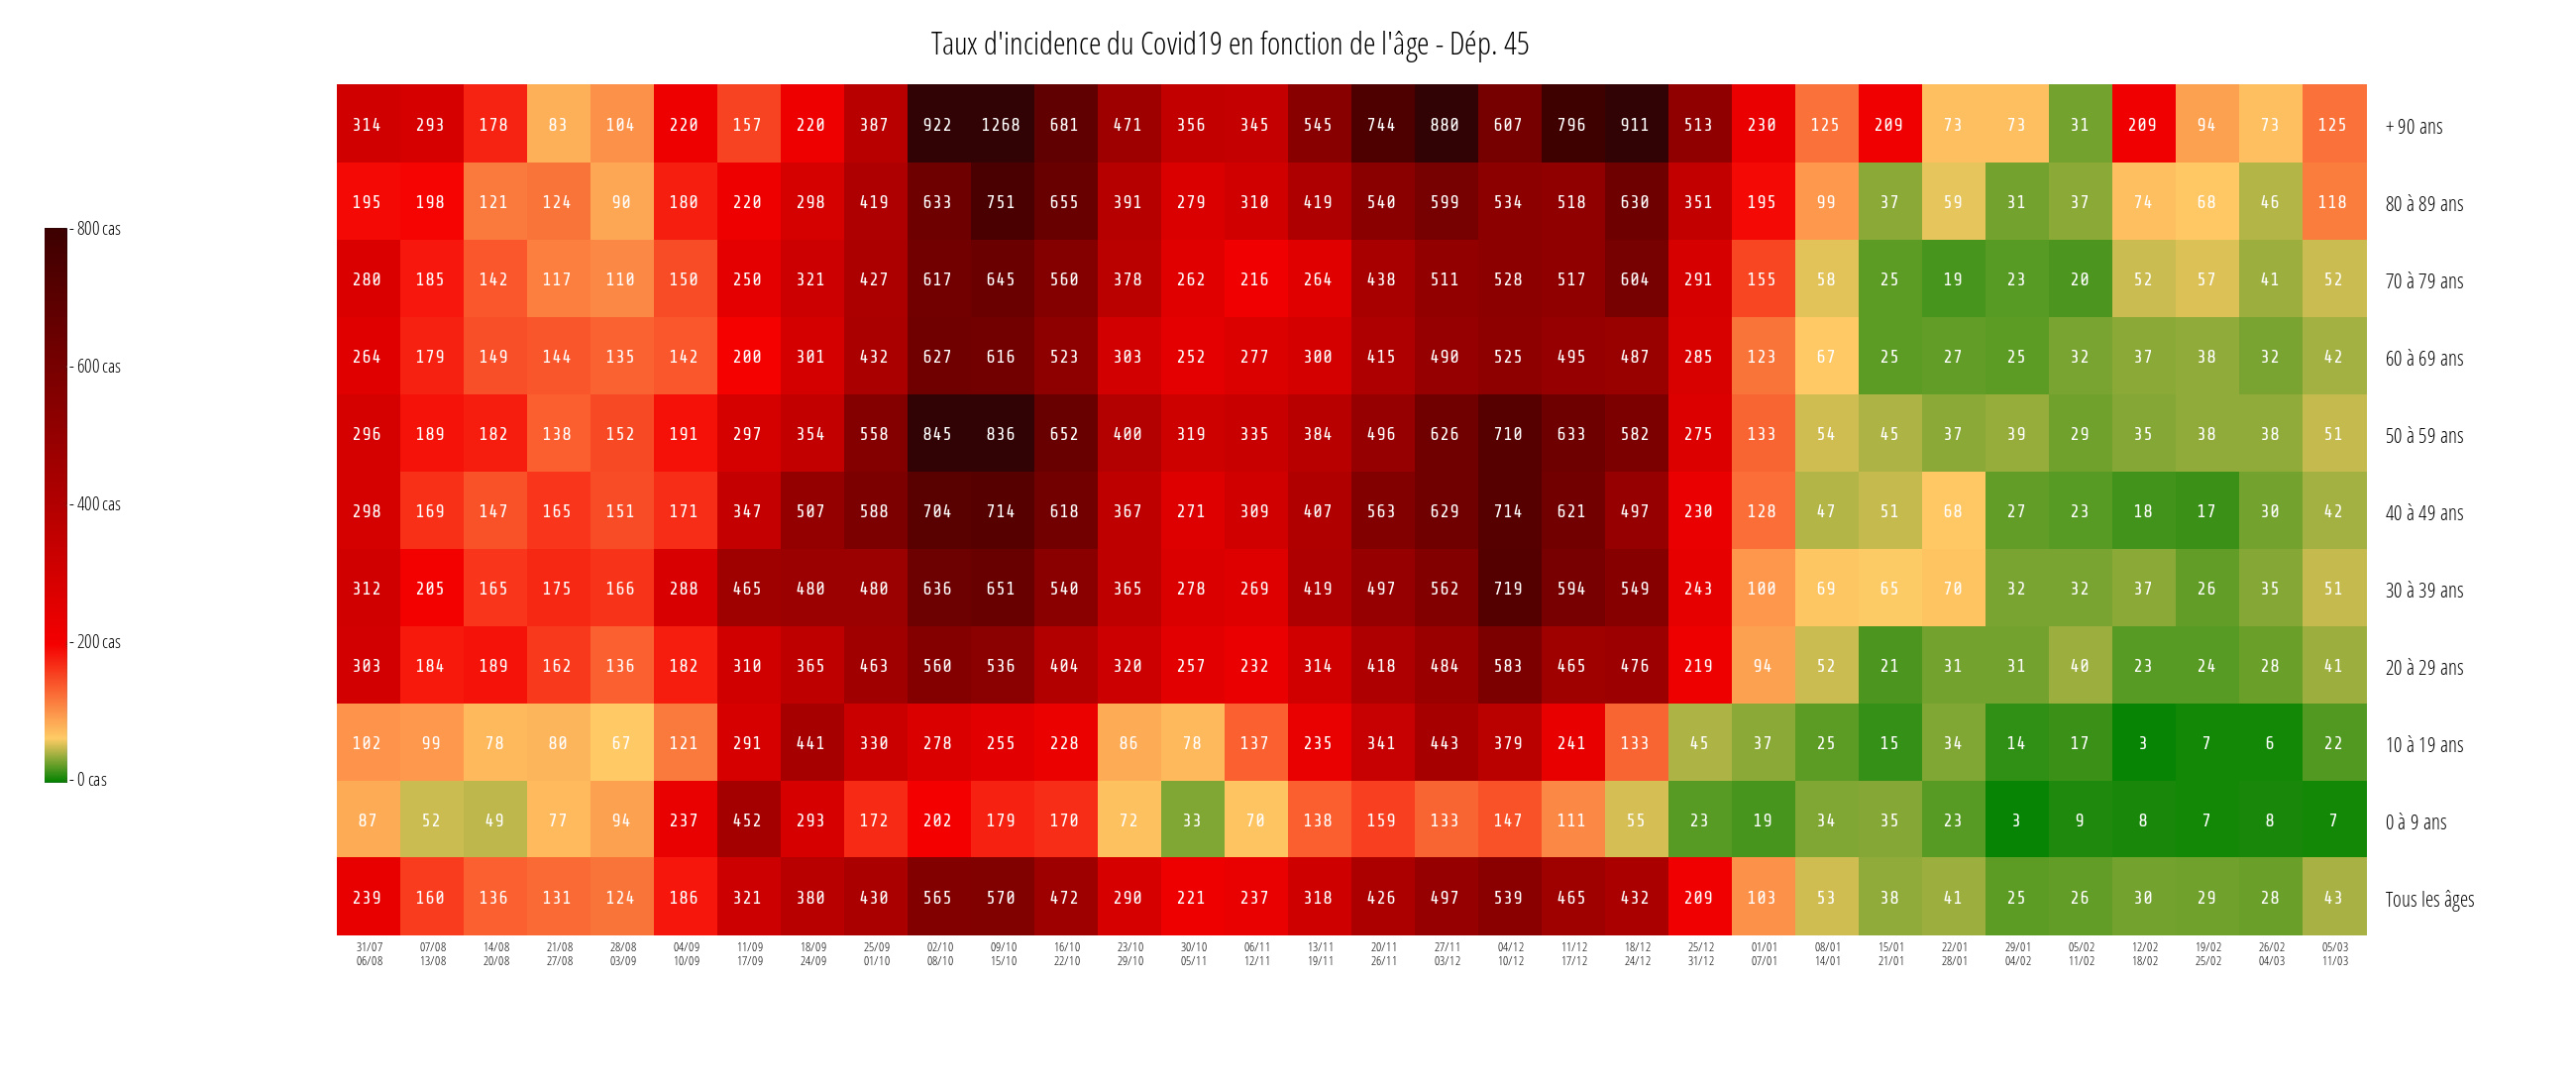 Taux d'incidence du Covid19 en fonction de l'âge - Dép. 45
314 293 178 83 104 220 157 220 387 922 1268 681 471 356 345 545 744 880 607 796 911 513 230 125 209 73 73 31 209 94 73 125 + 90 ans
195 198 121 124 90 180 220 298 419 633 751 655 391 279 310 419 540 599 534 518 630 351 195 99 37 59 31 37 74 68 46 118 80 à 89 ans
- 800 cas
280 185 142 117 110 150 250 321 427 617 645 560 378 262 216 264 438 511 528 517 604 291 155 58 25 19 23 20 52 57 41 52 70 à 79 ans
264 179 149 144 135 142 200 301 432 627 616 523 303 252 277 300 415 490 525 495 487 285 123 67 25 27 25 32 37 38 32 42 60 à 69 ans
- 600 cas
296 189 182 138 152 191 297 354 558 845 836 652 400 319 335 384 496 626 710 633 582 275 133 54 45 37 39 29 35 38 38 51 50 à 59 ans
- 400 cas
298 169 147 165 151 171 347 507 588 704 714 618 367 271 309 407 563 629 714 621 497 230 128 47 51 68 27 23 18 17 30 42 40 à 49 ans
312 205 165 175 166 288 465 480 480 636 651 540 365 278 269 419 497 562 719 594 549 243 100 69 65 70 32 32 37 26 35 51 30 à 39 ans
- 200 cas
303 184 189 162 136 182 310 365 463 560 536 404 320 257 232 314 418 484 583 465 476 219 94 52 21 31 31 40 23 24 28 41 20 à 29 ans
102 99 78 80 67 121 291 441 330 278 255 228 86 78 137 235 341 443 379 241 133 45 37 25 15 34 14 17 3 7 6 22 10 à 19 ans
- 0 cas
87 52 49 77 94 237 452 293 172 202 179 170 72 33 70 138 159 133 147 111 55 23 19 34 35 23 3 9 8 7 8 7 0 à 9 ans
239 160 136 131 124 186 321 380 430 565 570 472 290 221 237 318 426 497 539 465 432 209 103 53 38 41 25 26 30 29 28 43 Tous les âges
31/07 07/08 14/08 21/08 28/08 04/09 11/09 18/09 25/09 02/10 09/10 16/10 23/10 30/10 06/11 13/11 20/11 27/11 04/12 11/12 18/12 25/12 01/01 08/01 15/01 22/01 29/01 05/02 12/02 19/02 26/02 05/03
06/08 13/08 20/08 27/08 03/09 10/09 17/09 24/09 01/10 08/10 15/10 22/10 29/10 05/11 12/11 19/11 26/11 03/12 10/12 17/12 24/12 31/12 07/01 14/01 21/01 28/01 04/02 11/02 18/02 25/02 04/03 11/03